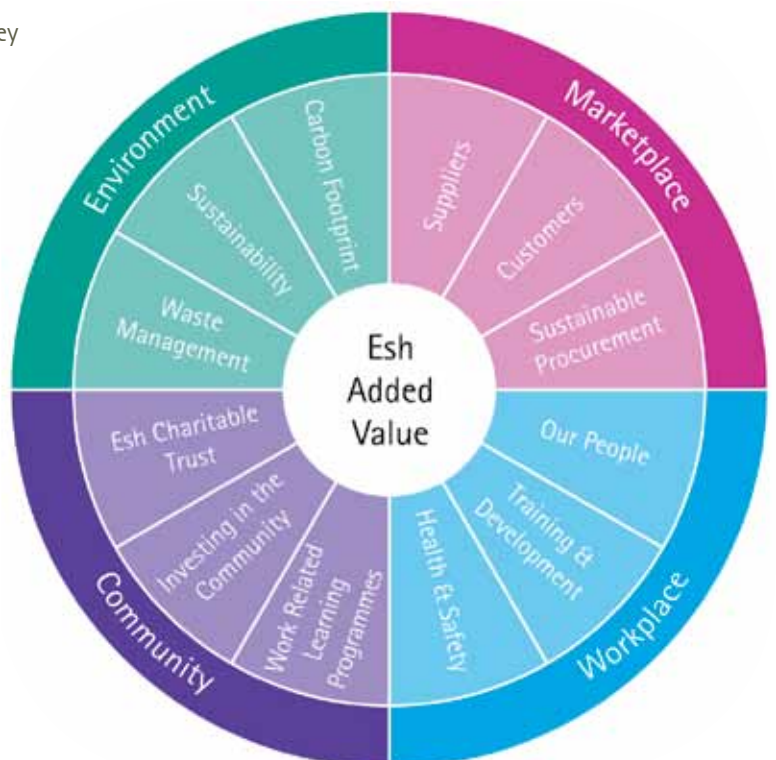 ey
Environment
Carbon Footprint
Sustainability
Waste
Management
Marketplace
Suppliers
Customers
Sustainable
Procurement
Esh
Added
Value
Workplace
Our People
Training &
Development
Health & Safety
Community
Esh Charitable
Trust
Investing in the
Community
Work Related
Learning
Programmes